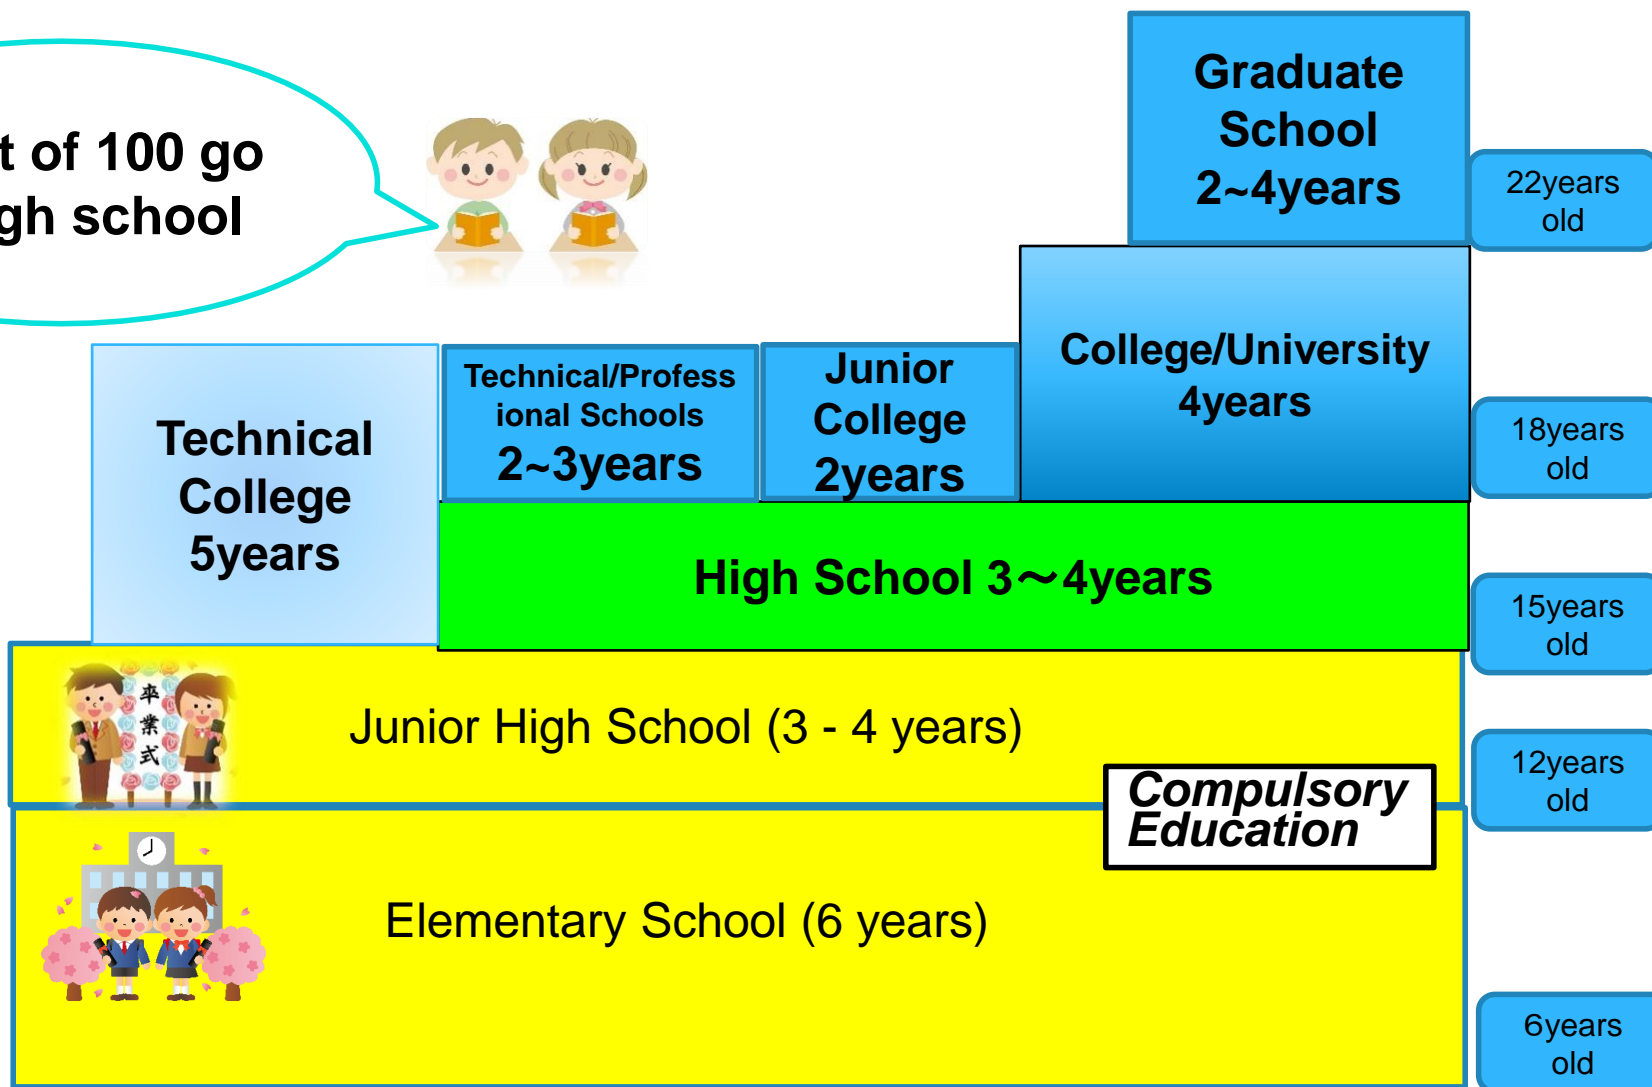 t of 100 go
gh school
Graduate
School
2~4years
22years
old
College/University
4years
Technical/Profess
ional Schools
2~3years
Junior
College
2years
18years
old
Technical
College
5years
High School 3～4years
15years
old
卒
業
式
Junior High School (3 - 4 years)
12years
old
Compulsory
Education
Elementary School (6 years)
6years
old